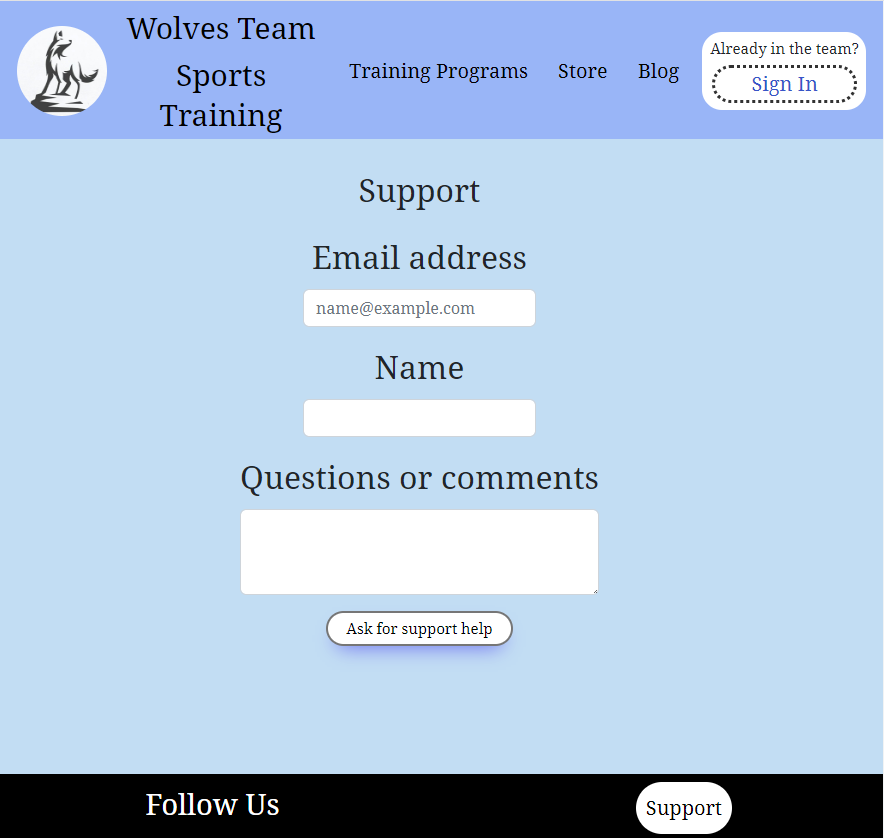 Wolves Team
Sports
Training
Training Programs
Store
Blog
Already in the team?
Sign In
Support
Email address
name@example.com
Name
Questions or comments
Ask for support help
Follow Us
Support